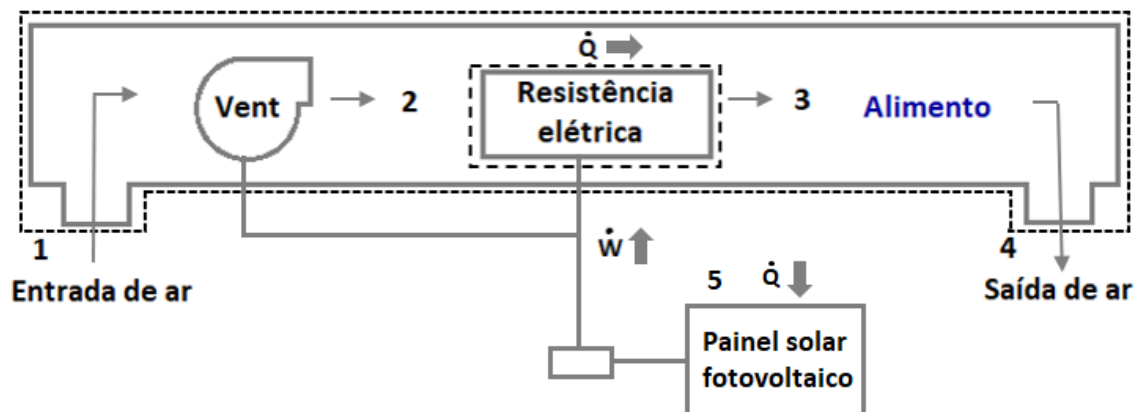 Q̇
Vent
2
Resistência
elétrica
3
Alimento
1
Ẇ
4
Entrada de ar
5
Q̇
Saída de ar
Painel solar
fotovoltaico